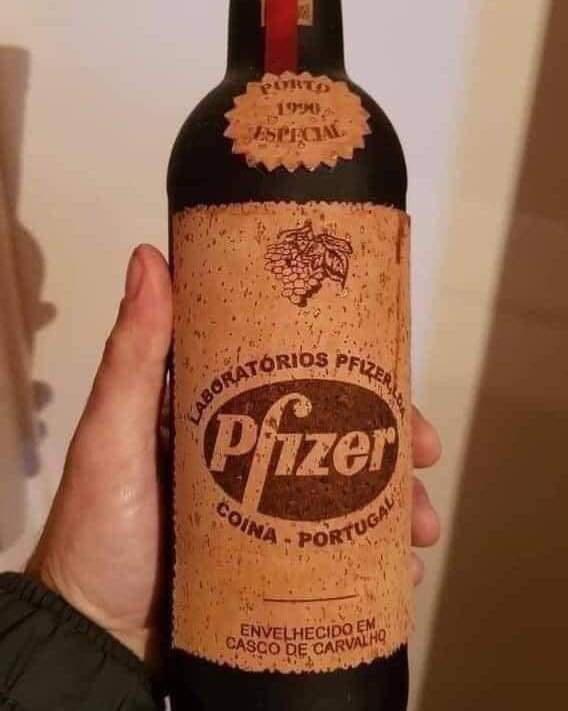 PORTO
1990
ESPECIAL
LABORATÓRIOS PFIZER, LDA
Pfizer
COINA - PORTUGAL
ENVELHECIDO EM
CASCO DE CARVALHO